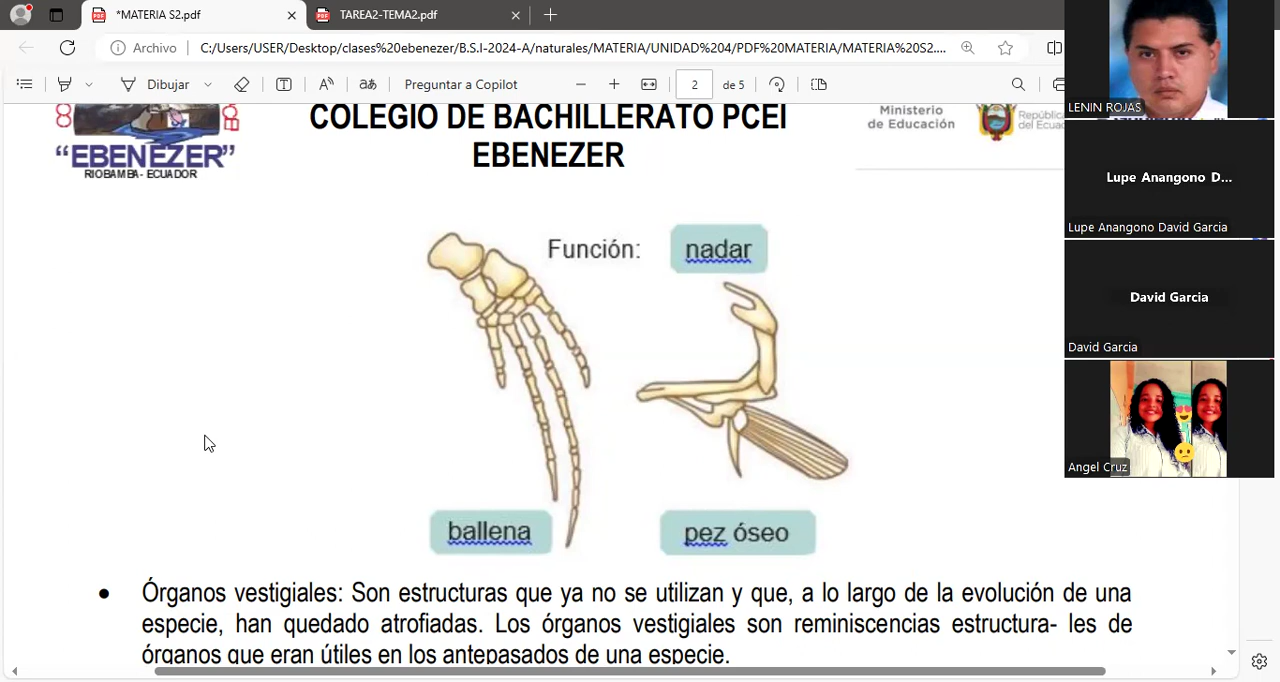 *MATERIA S2.pdf
TAREA2-TEMA2.pdf
Archivo
C:/Users/USER/Desktop/clases%20ebenezer/B.S.I-2024-A/naturales/MATERIA/UNIDAD%204/PDF%20MATERIA/MATERIA%20S2....
Dibujar
Preguntar a Copilot
2
de 5
COLEGIO DE BACHILLERATO PCEI
EBENEZER
"EBENEZER"
RIOBAMBA- ECUADOR
Ministerio
de Educación
República
del Ecua
Función:
nadar
ballena
pez óseo
• Órganos vestigiales: Son estructuras que ya no se utilizan y que, a lo largo de la evolución de una
especie, han quedado atrofiadas. Los órganos vestigiales son reminiscencias estructura- les de
órganos que eran útiles en los antepasados de una especie.
LENIN ROJAS
Lupe Anangono D...
Lupe Anangono David Garcia
David Garcia
David Garcia
Angel Cruz